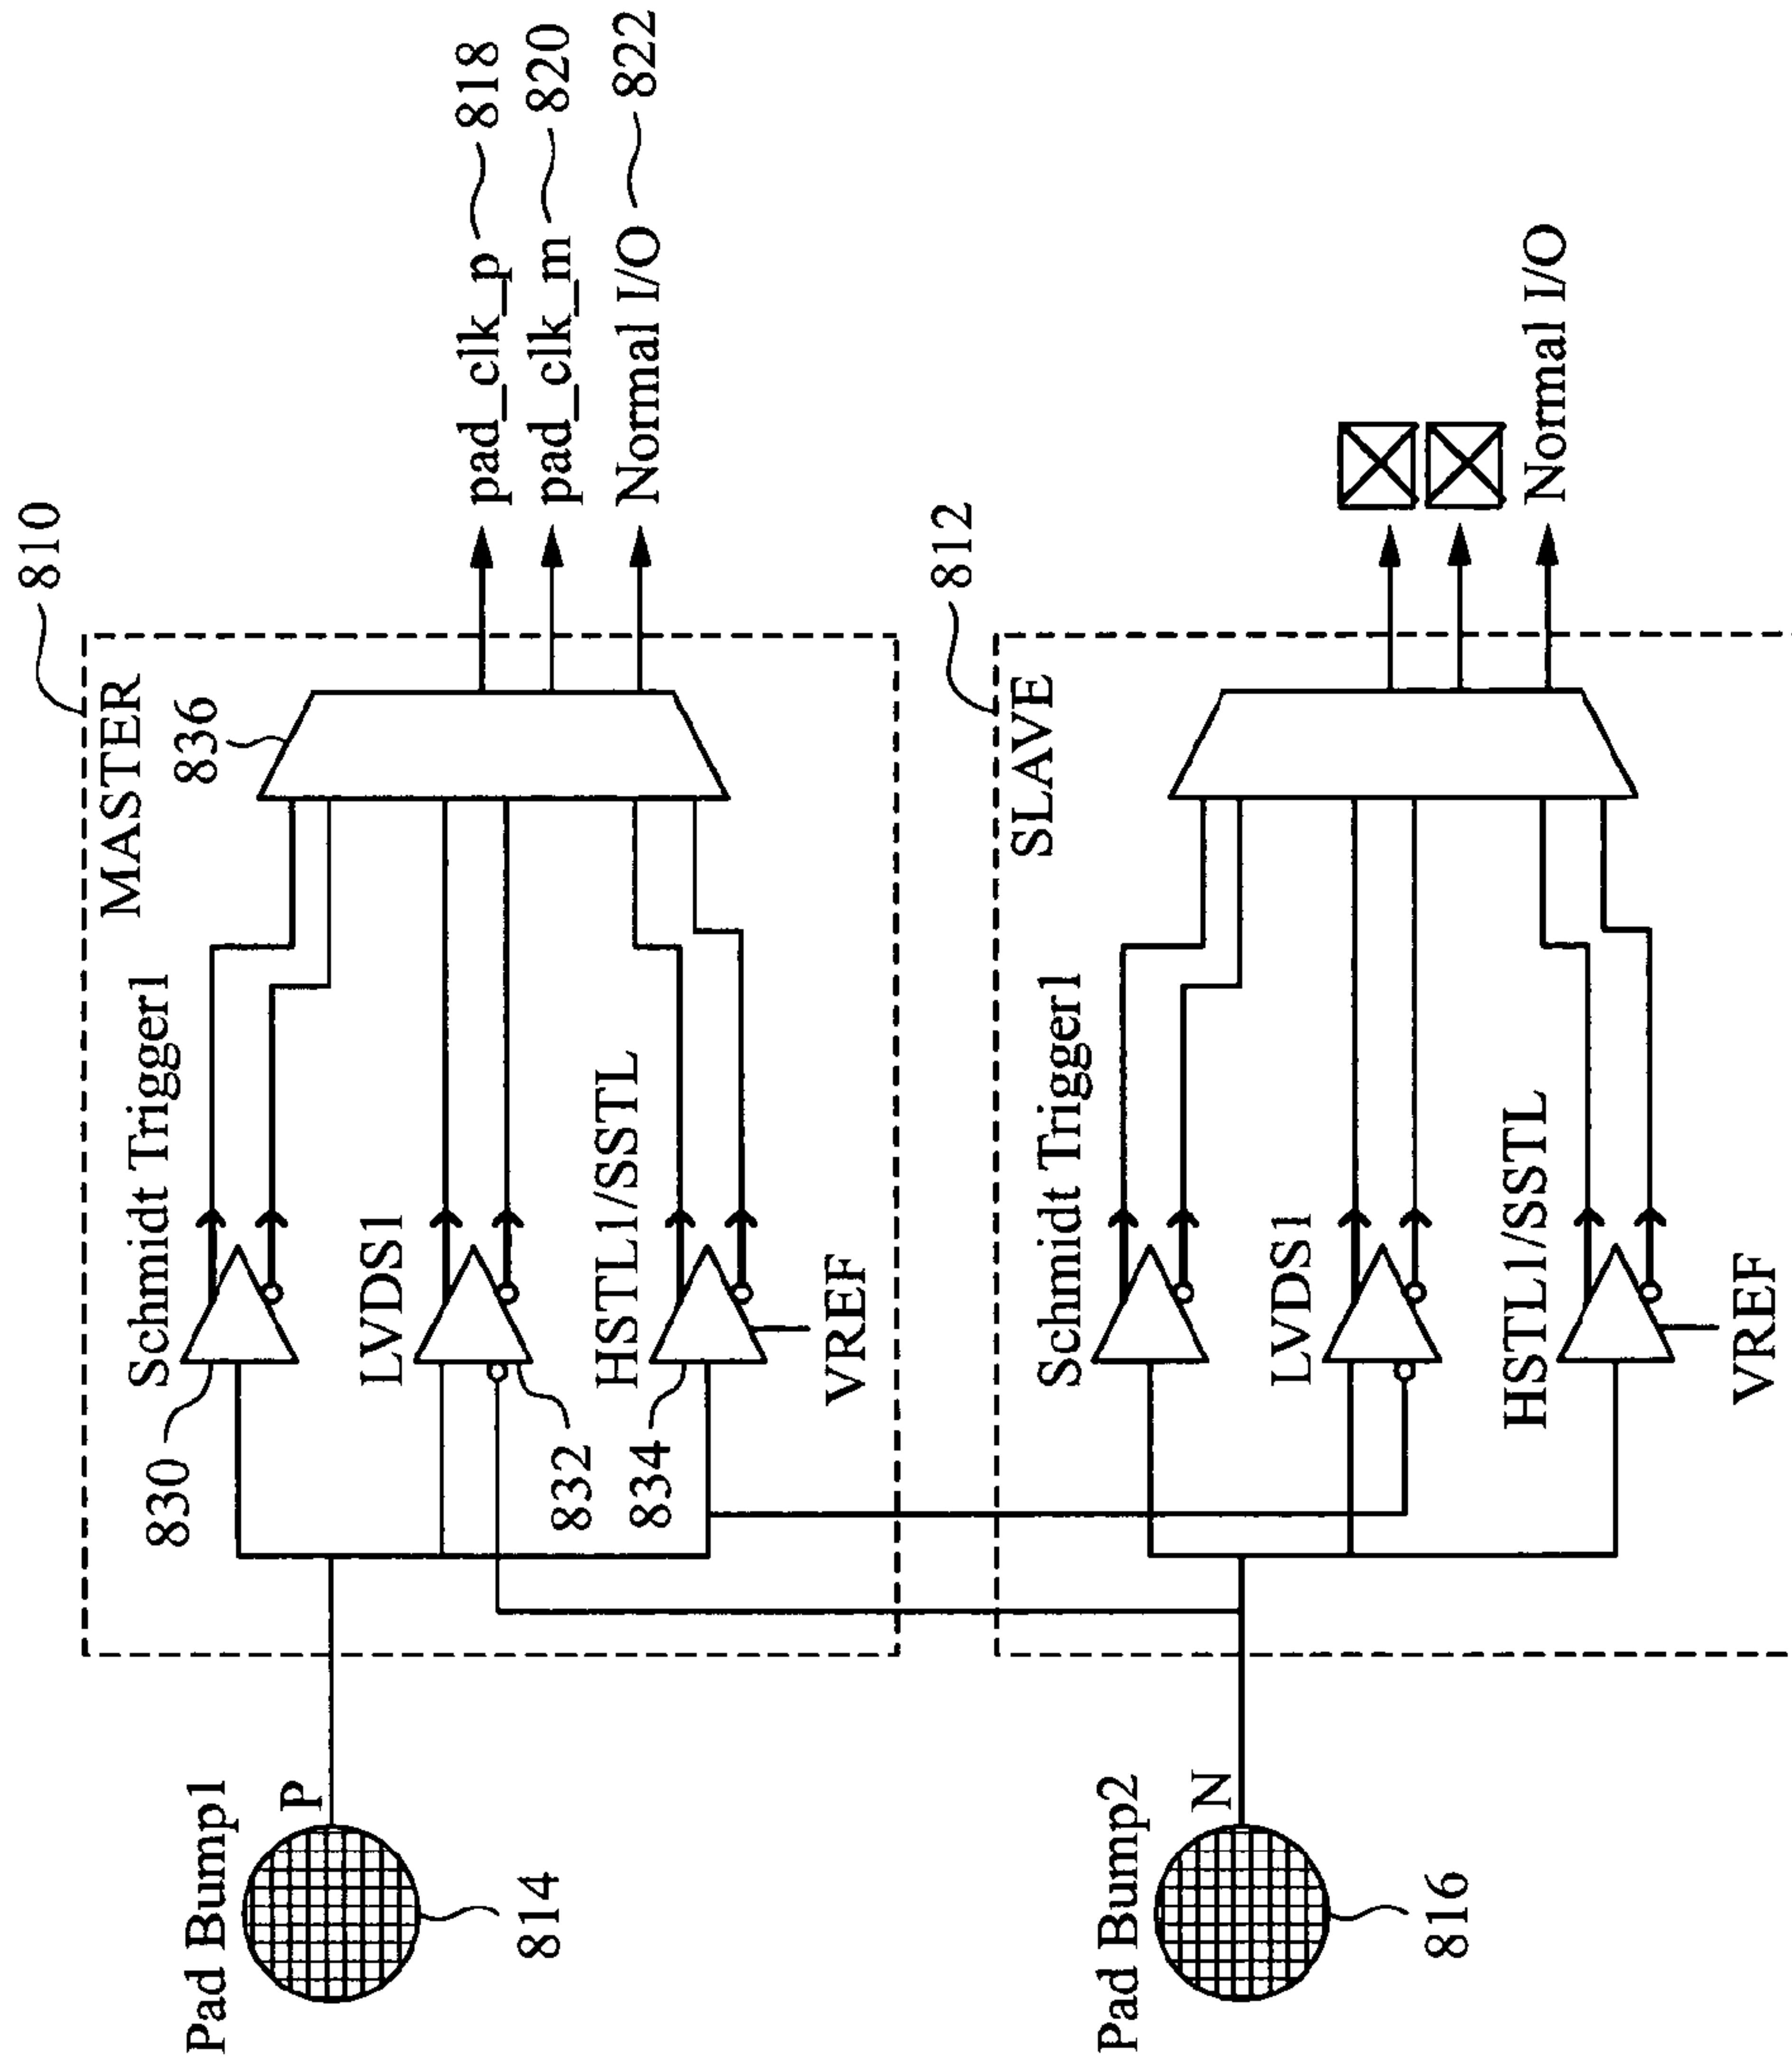 810
MASTER
836
Schmidt Trigger1
830
LVDS1
832
HSTL1/SSTL
834
VREF
Pad Bump1
P
814
pad_clk_p 818
pad_clk_m 820
Normal I/O 822
812
SLAVE
Schmidt Trigger1
LVDS1
HSTL1/SSTL
VREF
Pad Bump2
N
816
Normal I/O